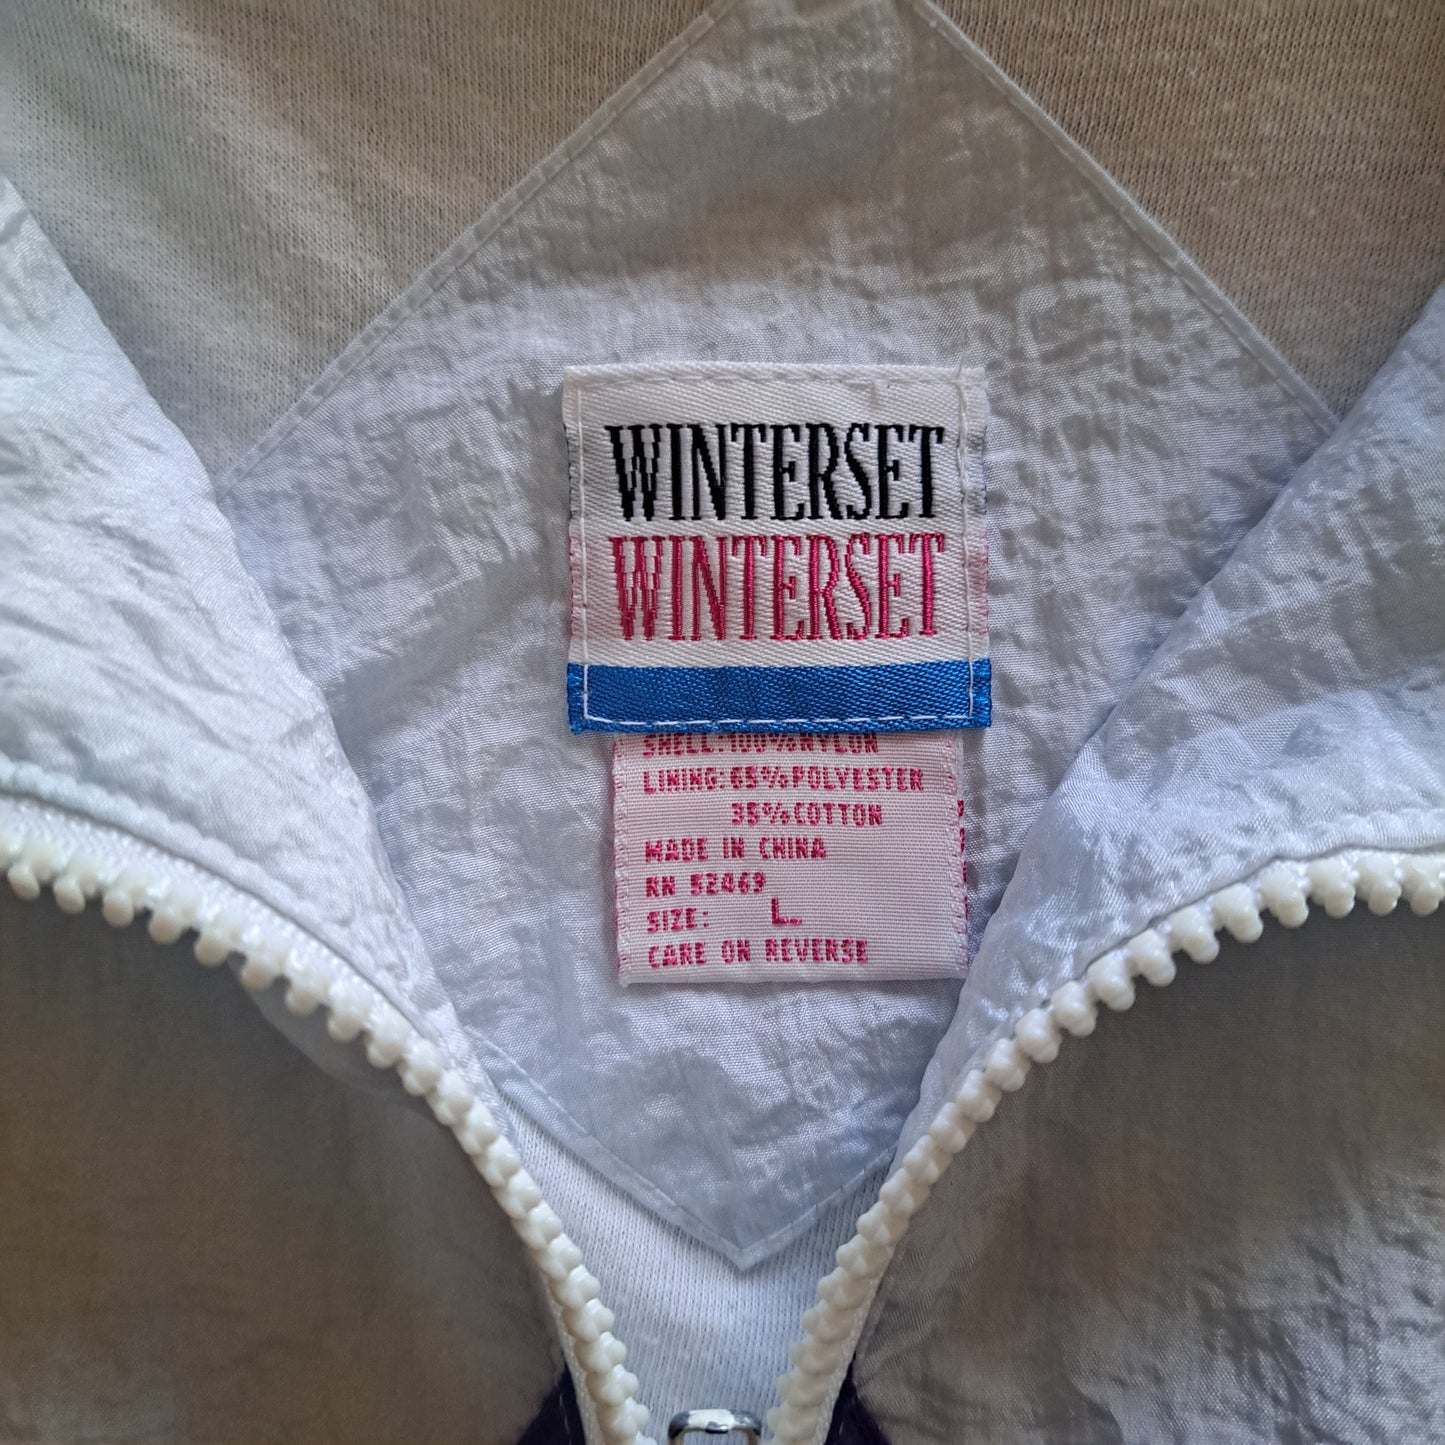 WINTERSET
WINTERSET
SHELL: 100% NYLON
LINING: 65% POLYESTER
35% COTTON
MADE IN CHINA
RN 52469
SIZE: L
CARE ON REVERSE